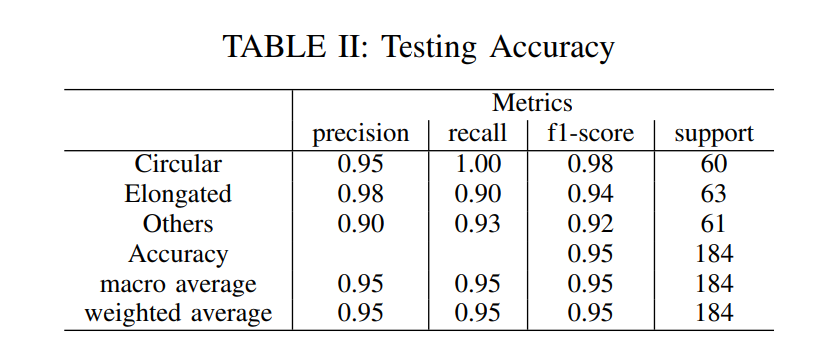 TABLE II: Testing Accuracy
Metrics
precision recall f1-score support
Circular 0.95 1.00 0.98 60
Elongated 0.98 0.90 0.94 63
Others 0.90 0.93 0.92 61
Accuracy 0.95 184
macro average 0.95 0.95 0.95 184
weighted average 0.95 0.95 0.95 184